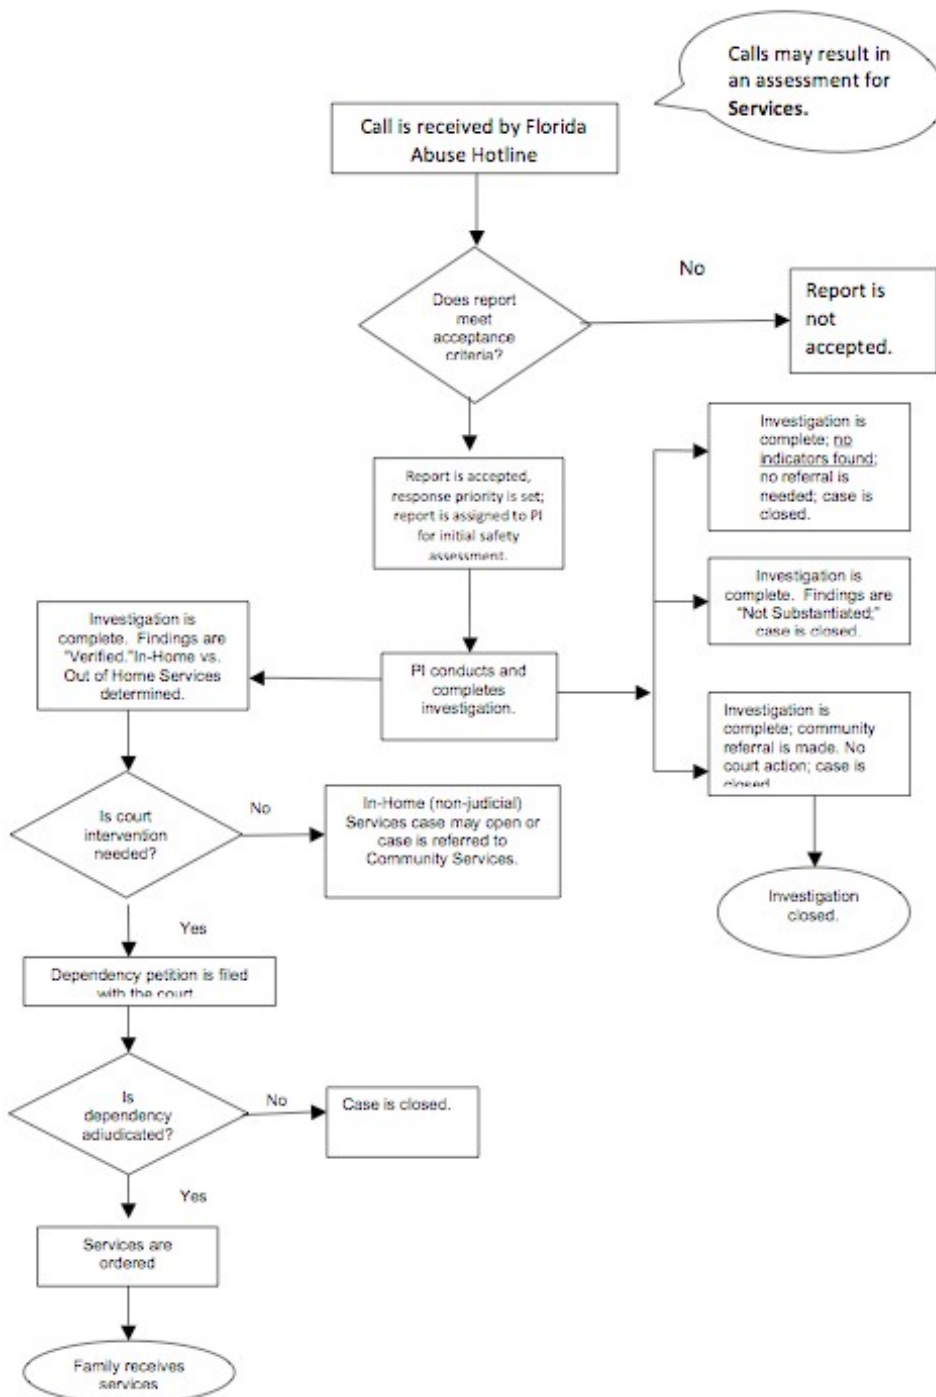 Calls may result in
an assessment for
Services.
Call is received by Florida
Abuse Hotline
Does report
meet
acceptance
criteria?
No
Report is
not
accepted.
Report is accepted,
response priority is set;
report is assigned to PI
for initial safety
assessment.
Investigation is
complete; no
indicators found;
no referral is
needed; case is
closed.
Investigation is
complete. Findings are
"Not Substantiated;"
case is closed.
Investigation is
complete. Findings are
"Verified."In-Home vs.
Out of Home Services
determined.
PI conducts and
completes
investigation.
Investigation is
complete; community
referral is made. No
court action; case is
closed
Is court
intervention
needed?
No
In-Home (non-judicial)
Services case may open or
case is referred to
Community Services.
Investigation
closed.
Yes
Dependency petition is filed
with the court
Is
dependency
adjudicated?
No
Case is closed.
Yes
Services are
ordered
Family receives
services